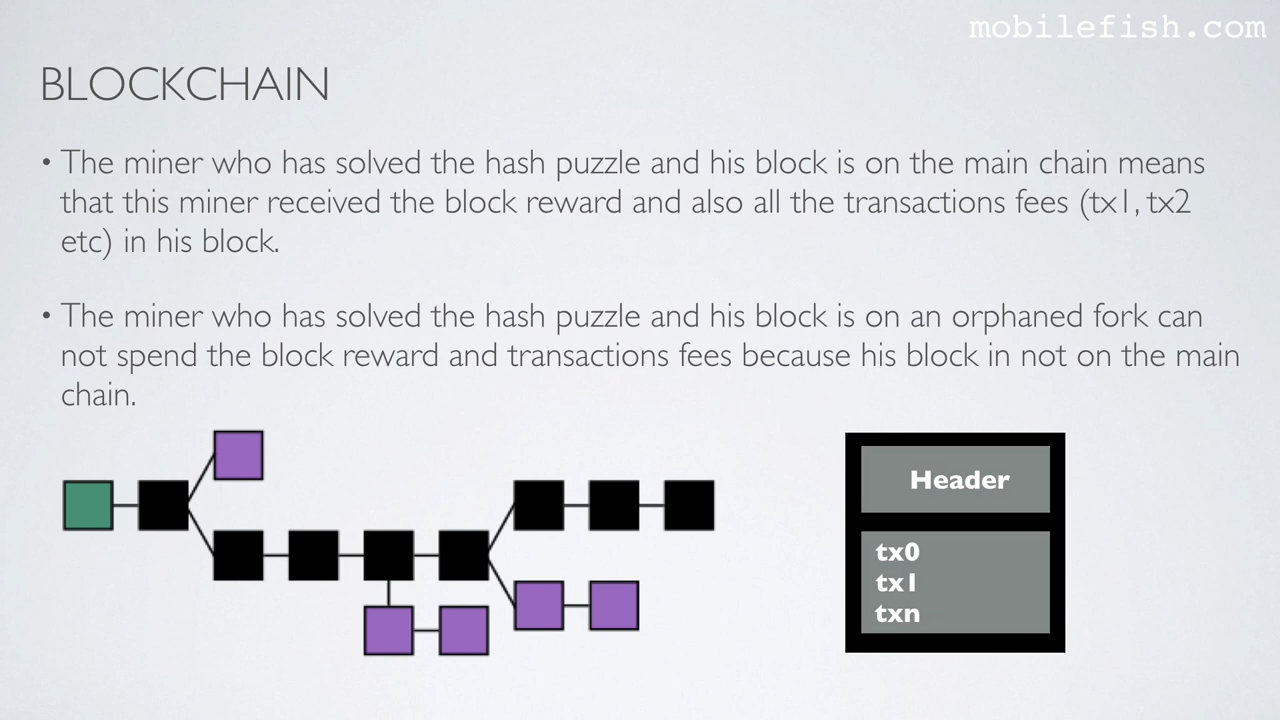 mobilefish.com
BLOCKCHAIN
• The miner who has solved the hash puzzle and his block is on the main chain means
that this miner received the block reward and also all the transactions fees (tx1, tx2
etc) in his block.
• The miner who has solved the hash puzzle and his block is on an orphaned fork can
not spend the block reward and transactions fees because his block in not on the main
chain.
Header
tx0
tx1
txn